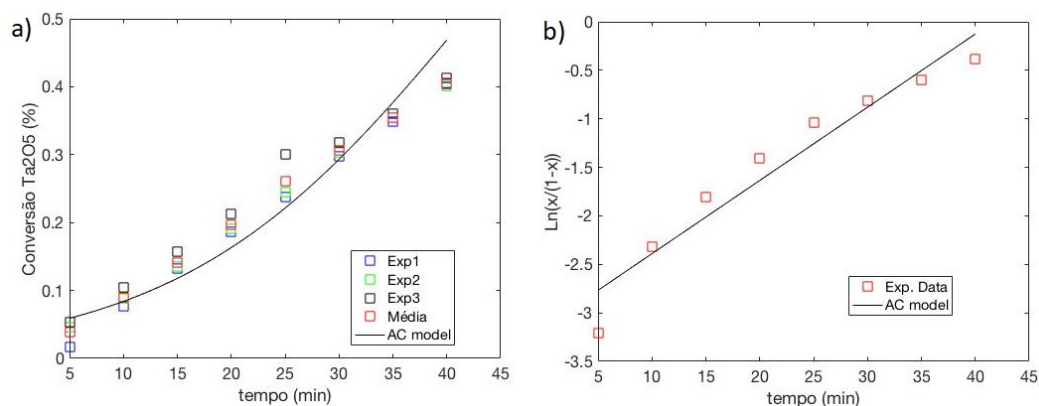 a)
Conversão Ta2O5 (%)
0.5
0.4
0.3
0.2
0.1
0
5
10
15
20
25
30
35
40
45
tempo (min)
Exp1
Exp2
Exp3
Média
AC model
b)
Ln(x/(1-x))
-0
-0.5
-1
-1.5
-2
-2.5
-3
-3.5
5
10
15
20
25
30
35
40
45
tempo (min)
Exp. Data
AC model